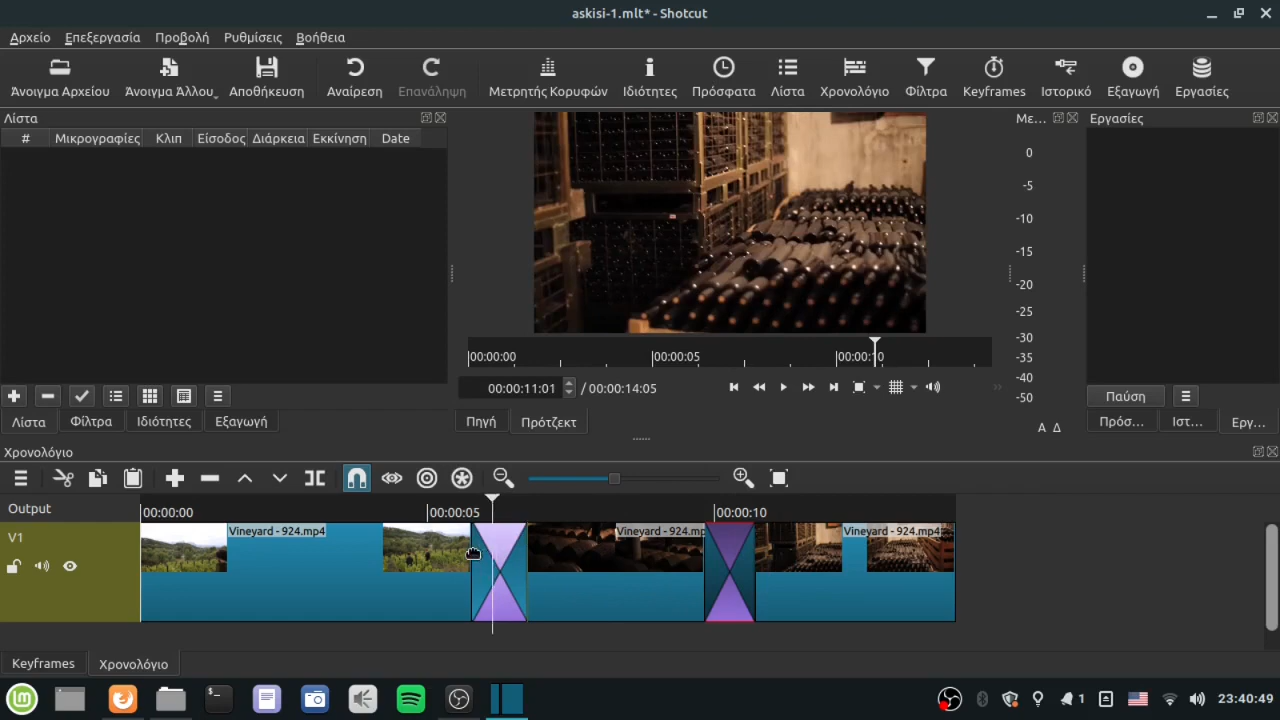 askisi-1.mlt* - Shotcut
Αρχείο Επεξεργασία Προβολή Ρυθμίσεις Βοήθεια
Άνοιγμα Αρχείου Άνοιγμα Άλλου Αποθήκευση Αναίρεση Επανάληψη Μετρητής Κορυφών Ιδιότητες Πρόσφατα Λίστα Χρονολόγιο Φίλτρα Keyframes Ιστορικό Εξαγωγή Εργασίες
Λίστα Με... Εργασίες
# Μικρογραφίες Κλιπ Είσοδος Διάρκεια Εκκίνηση Date
0
-5
-10
-15
-20
-25
-30
-35
-40
-50
00:00:00 00:00:05 00:00:10
00:00:11:01 / 00:00:14:05
Παύση
Λίστα Φίλτρα Ιδιότητες Εξαγωγή Πηγή Πρότζεκτ Α Δ Πρόσ... Ιστ... Εργ...
Χρονολόγιο
Output 00:00:00 00:00:05 00:00:10
V1 Vineyard - 924.mp4 Vineyard - 924.mp Vineyard - 924.mp4
Keyframes Χρονολόγιο
1 23:40:49